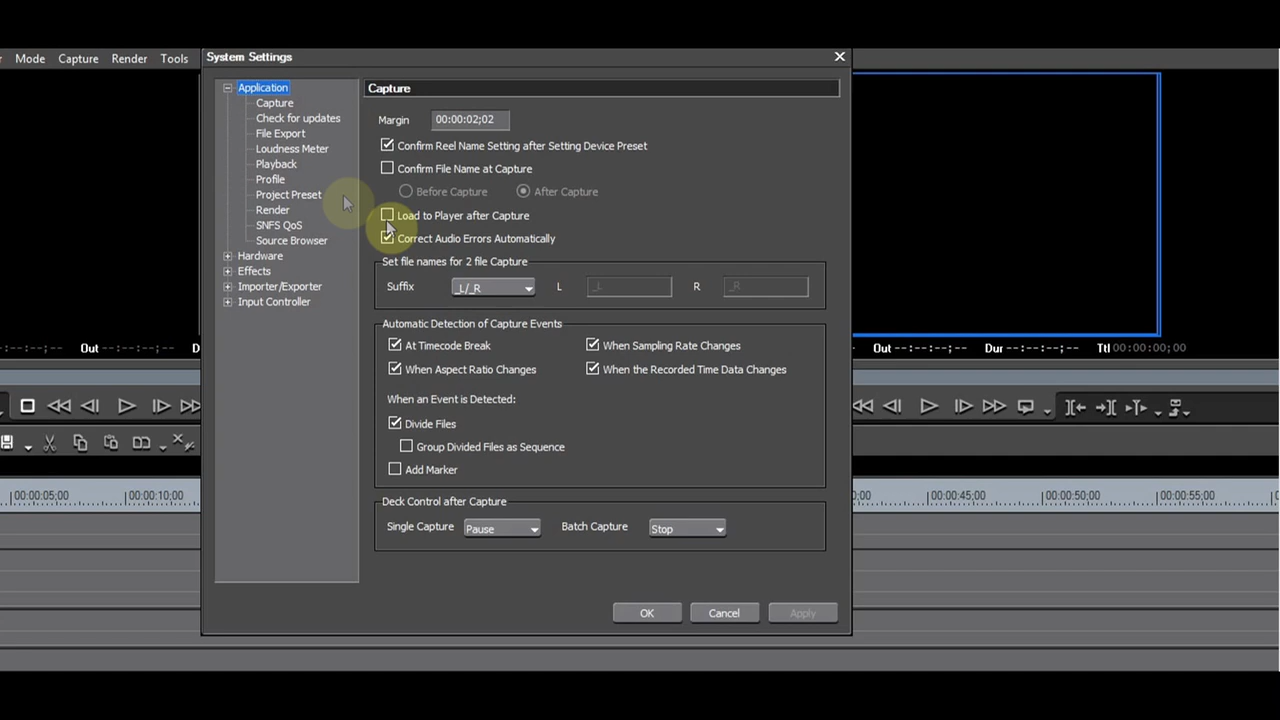 Mode Capture Render Tools
System Settings
Application
Capture
Check for updates
File Export
Loudness Meter
Playback
Profile
Project Preset
Render
SNFS QoS
Source Browser
Hardware
Effects
Importer/Exporter
Input Controller
Capture
Margin 00:00:02;02
Confirm Reel Name Setting after Setting Device Preset
Confirm File Name at Capture
Before Capture After Capture
Load to Player after Capture
Correct Audio Errors Automatically
Set file names for 2 file Capture
Suffix _L/_R L _L R _R
Automatic Detection of Capture Events
At Timecode Break When Sampling Rate Changes
When Aspect Ratio Changes When the Recorded Time Data Changes
When an Event is Detected:
Divide Files
Group Divided Files as Sequence
Add Marker
Deck Control after Capture
Single Capture Pause Batch Capture Stop
OK Cancel Apply
--:--;-- Out --:--:--;-- D
Out --:--:--;-- Dur --:--:--;-- Ttl 00:00:00;00
00:00:05;00 00:00:10;00
;00 00:00:45;00 00:00:50;00 00:00:55;00